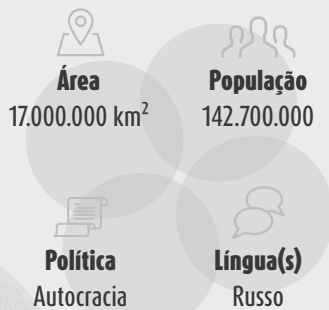 Área
17.000.000 km²
População
142.700.000
Política
Autocracia
Língua(s)
Russo